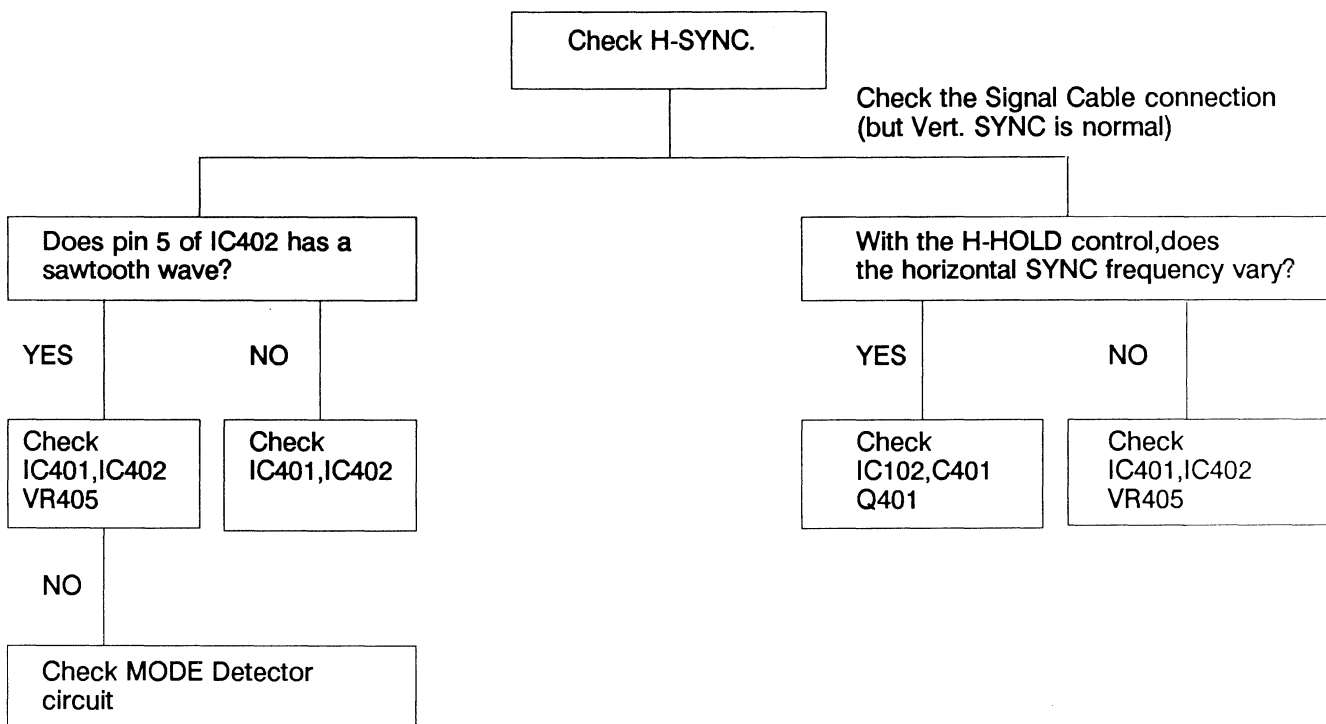 Check H-SYNC.
Check the Signal Cable connection
(but Vert. SYNC is normal)
Does pin 5 of IC402 has a
sawtooth wave?
With the H-HOLD control,does
the horizontal SYNC frequency vary?
YES
NO
YES
NO
Check
IC401,IC402
VR405
Check
IC401,IC402
Check
IC102,C401
Q401
Check
IC401,IC402
VR405
NO
Check MODE Detector
circuit